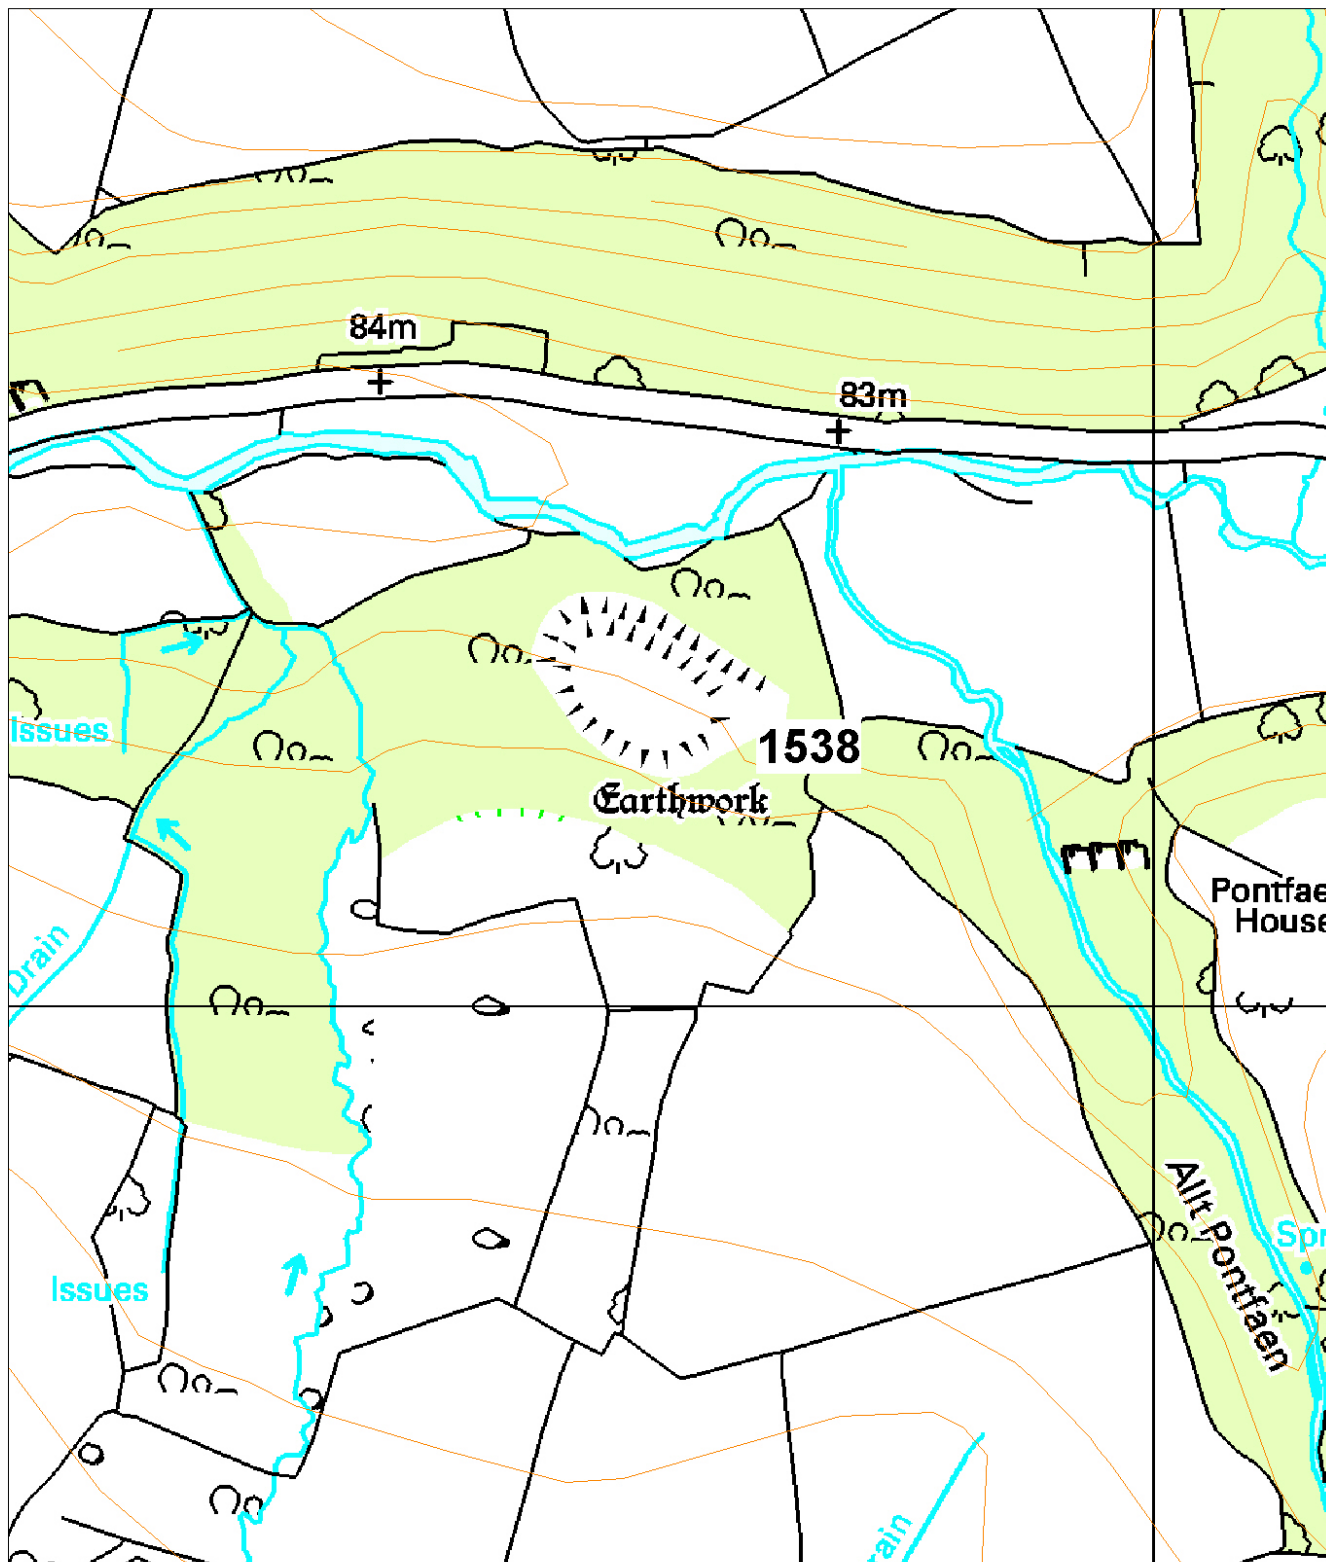 84m
83m
Issues
1538
Earthwork
Pontfae
House
Drain
Allt Pontfaen
Spr
Issues
rain